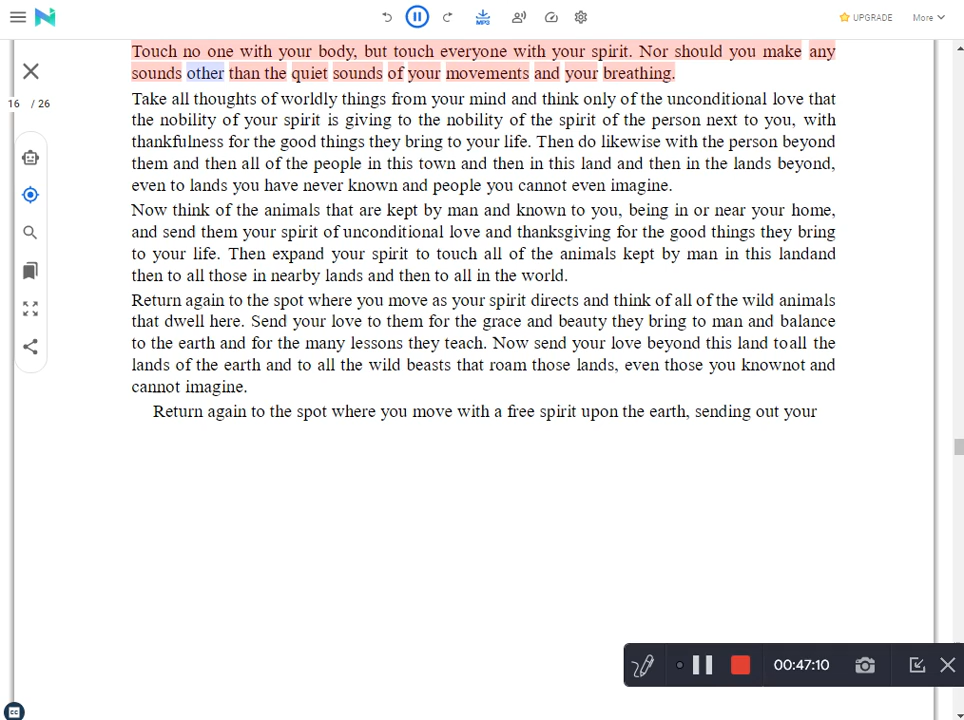 UPGRADE
More
MP3
Touch no one with your body, but touch everyone with your spirit. Nor should you make any
sounds other than the quiet sounds of your movements and your breathing.
16 / 26
Take all thoughts of worldly things from your mind and think only of the unconditional love that
the nobility of your spirit is giving to the nobility of the spirit of the person next to you, with
thankfulness for the good things they bring to your life. Then do likewise with the person beyond
them and then all of the people in this town and then in this land and then in the lands beyond,
even to lands you have never known and people you cannot even imagine.
Now think of the animals that are kept by man and known to you, being in or near your home,
and send them your spirit of unconditional love and thanksgiving for the good things they bring
to your life. Then expand your spirit to touch all of the animals kept by man in this landand
then to all those in nearby lands and then to all in the world.
Return again to the spot where you move as your spirit directs and think of all of the wild animals
that dwell here. Send your love to them for the grace and beauty they bring to man and balance
to the earth and for the many lessons they teach. Now send your love beyond this land toall the
lands of the earth and to all the wild beasts that roam those lands, even those you knownot and
cannot imagine.
Return again to the spot where you move with a free spirit upon the earth, sending out your
00:47:10
CC